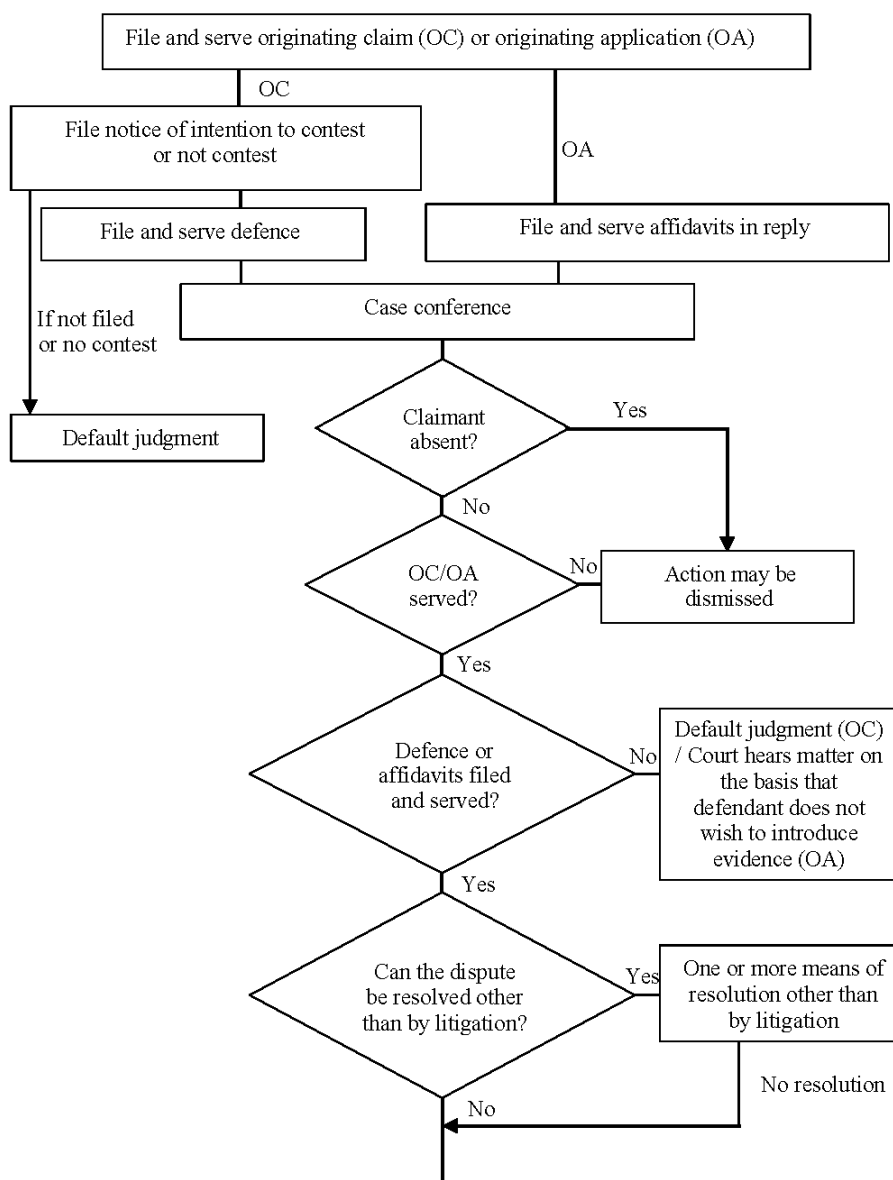 File and serve originating claim (OC) or originating application (OA)
OC
File notice of intention to contest
or not contest
OA
File and serve defence
File and serve affidavits in reply
Case conference
If not filed
or no contest
Default judgment
Claimant
absent?
Yes
No
OC/OA
served?
No
Action may be
dismissed
Yes
Defence or
affidavits filed
and served?
No
Default judgment (OC)
/ Court hears matter on
the basis that
defendant does not
wish to introduce
evidence (OA)
Yes
Can the dispute
be resolved other
than by litigation?
Yes
One or more means of
resolution other than
by litigation
No resolution
No